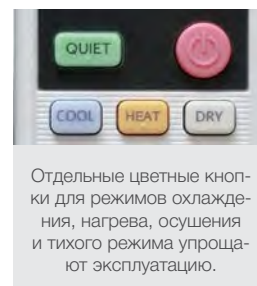 QUIET
COOL HEAT DRY
Отдельные цветные кноп-
ки для режимов охлажде-
ния, нагрева, осушения
и тихого режима упроща-
ют эксплуатацию.